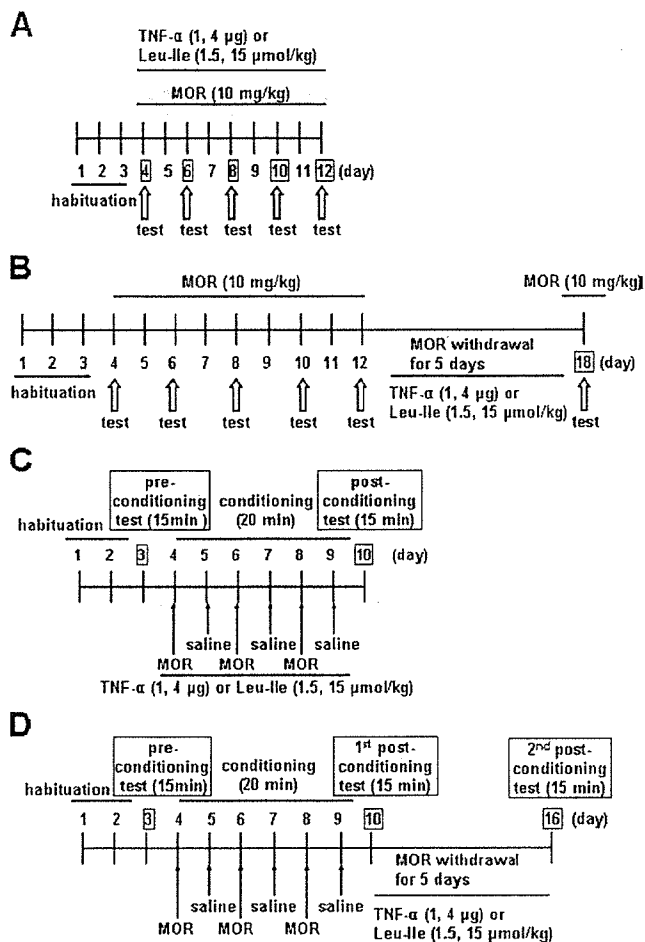 A
TNF-α (1, 4 µg) or
Leu-Ile (1.5, 15 µmol/kg)
MOR (10 mg/kg)
1 2 3 4 5 6 7 8 9 10 11 12 (day)
habituation
test test test test test
B
MOR (10 mg/kg) MOR (10 mg/kg)
1 2 3 4 5 6 7 8 9 10 11 12 18 (day)
MOR withdrawal
for 5 days
habituation
TNF-α (1, 4 µg) or
Leu-Ile (1.5, 15 µmol/kg)
test test test test test test
C
pre-
conditioning
test (15min)
conditioning
(20 min)
post-
conditioning
test (15 min)
habituation
1 2 3 4 5 6 7 8 9 10 (day)
saline saline saline
MOR MOR MOR
TNF-α (1, 4 µg) or Leu-Ile (1.5, 15 µmol/kg)
D
pre-
conditioning
test (15min)
conditioning
(20 min)
1st post-
conditioning
test (15 min)
2nd post-
conditioning
test (15 min)
habituation
1 2 3 4 5 6 7 8 9 10 16 (day)
MOR withdrawal
for 5 days
saline saline saline
MOR MOR MOR
TNF-α (1, 4 µg) or
Leu-Ile (1.5, 15 µmol/kg)